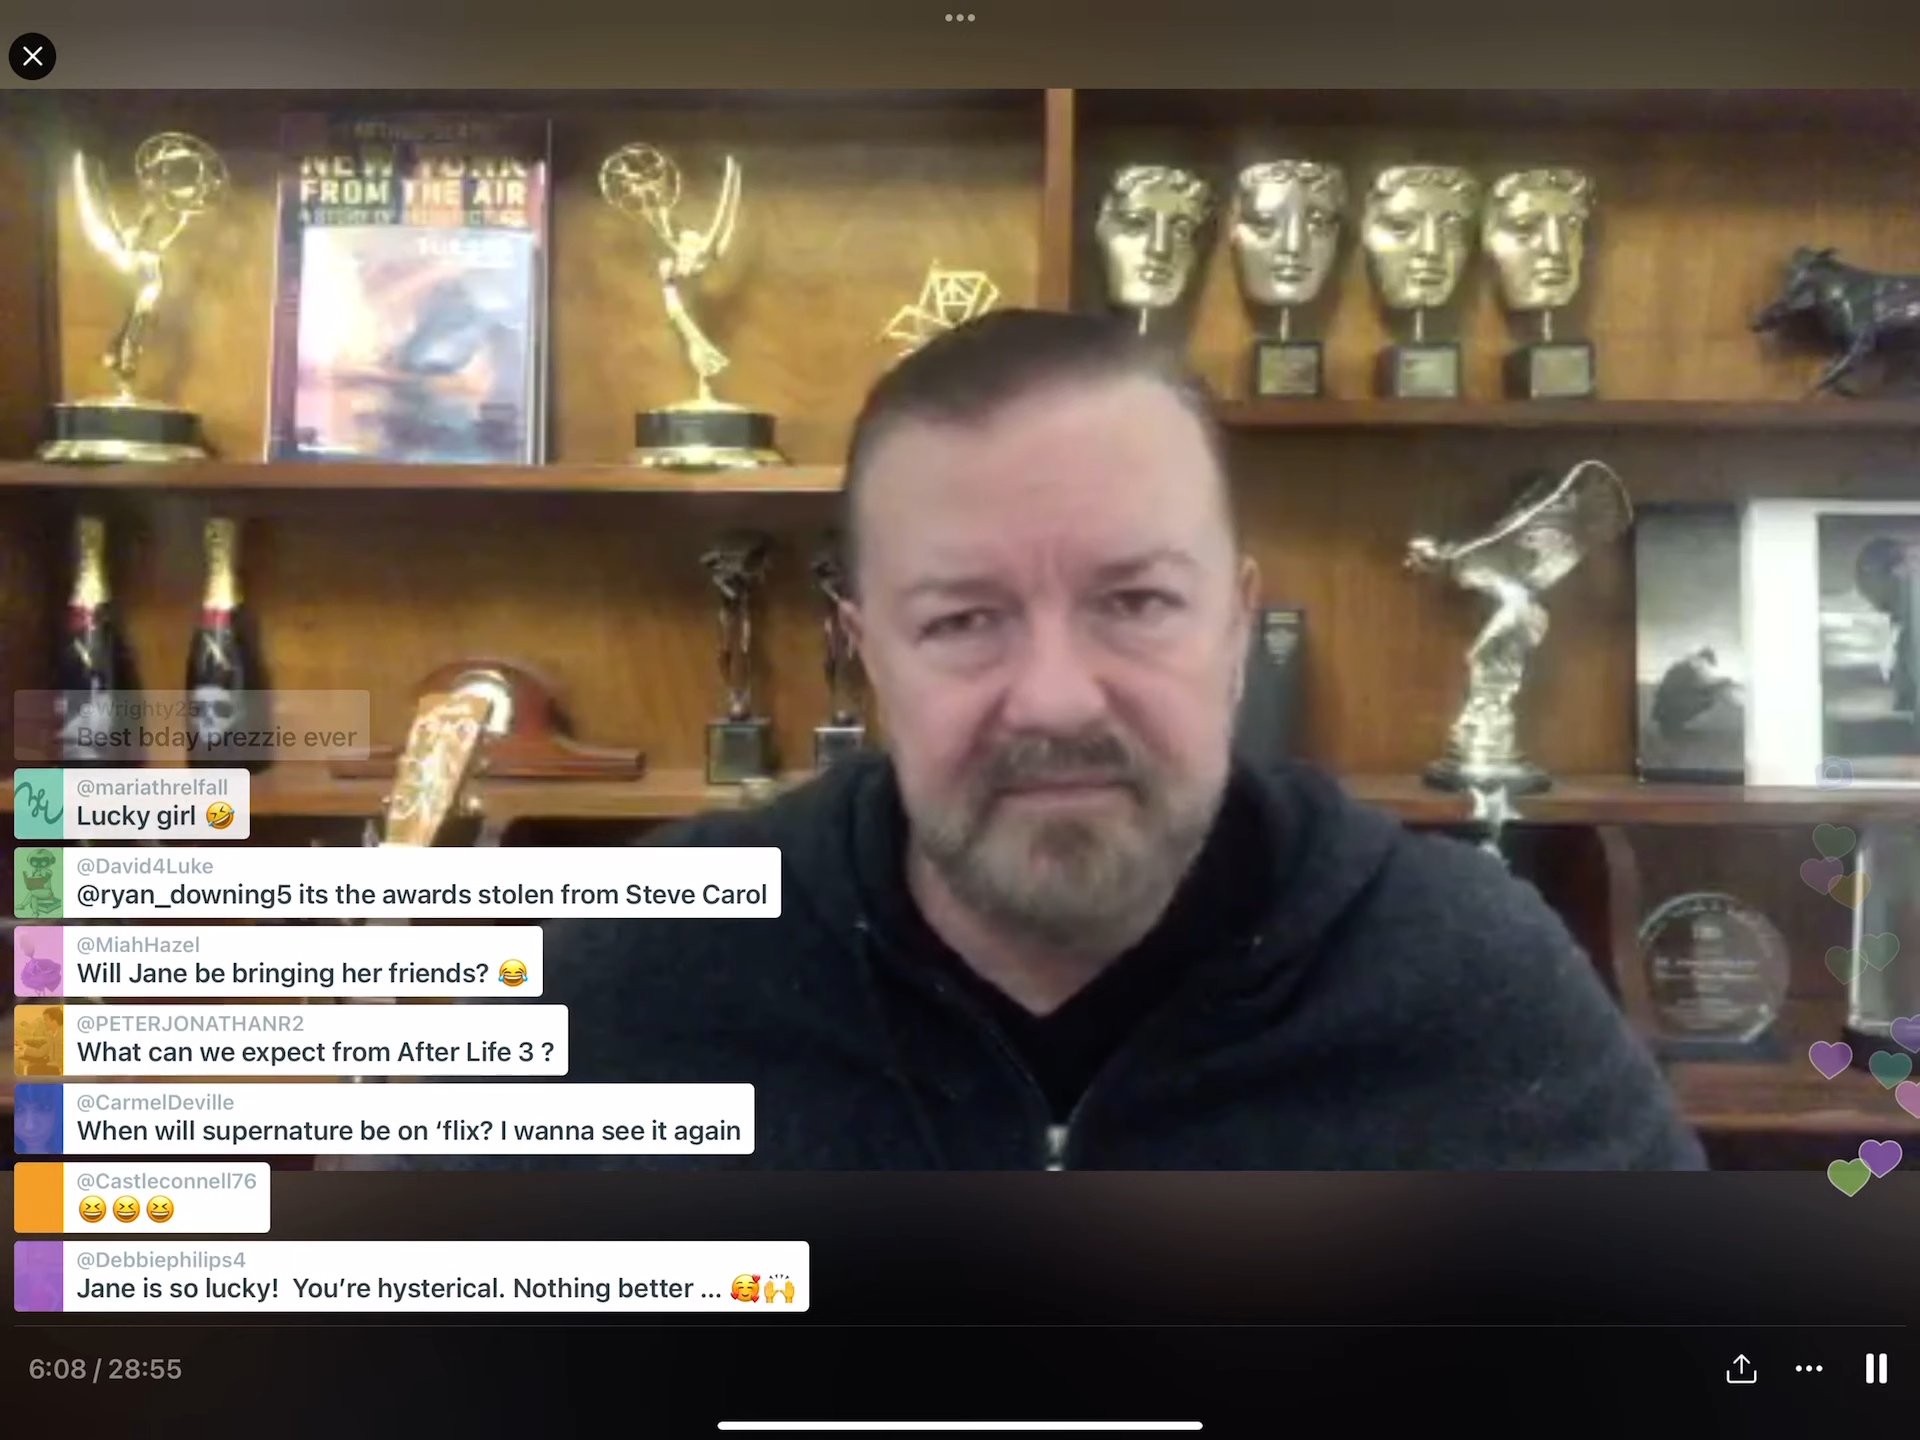 NEW YORK
FROM THE AIR
@Wrighty25
Best bday prezzie ever
@mariathrelfall
Lucky girl 🤣
@David4Luke
@ryan_downing5 its the awards stolen from Steve Carol
@MiahHazel
Will Jane be bringing her friends? 😂
@PETERJONATHANR2
What can we expect from After Life 3 ?
@CarmelDeville
When will supernature be on ‘flix? I wanna see it again
@Castleconnell76
😆😆😆
@Debbiephilips4
Jane is so lucky!  You’re hysterical. Nothing better ... 🥰🙌
6:08 / 28:55